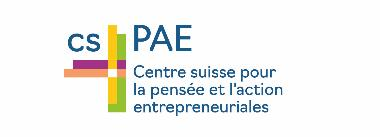 cs PAE
Centre suisse pour
la pensée et l'action
entrepreneuriales